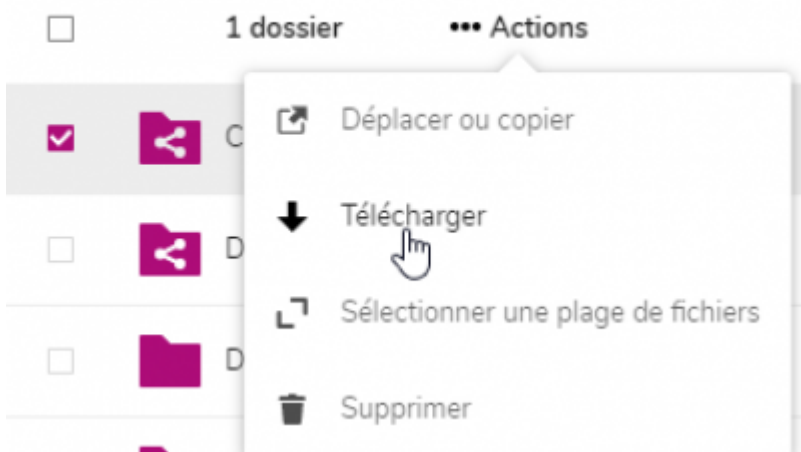 1 dossier ••• Actions
C
Déplacer ou copier
D
Télécharger
D
Sélectionner une plage de fichiers
Supprimer